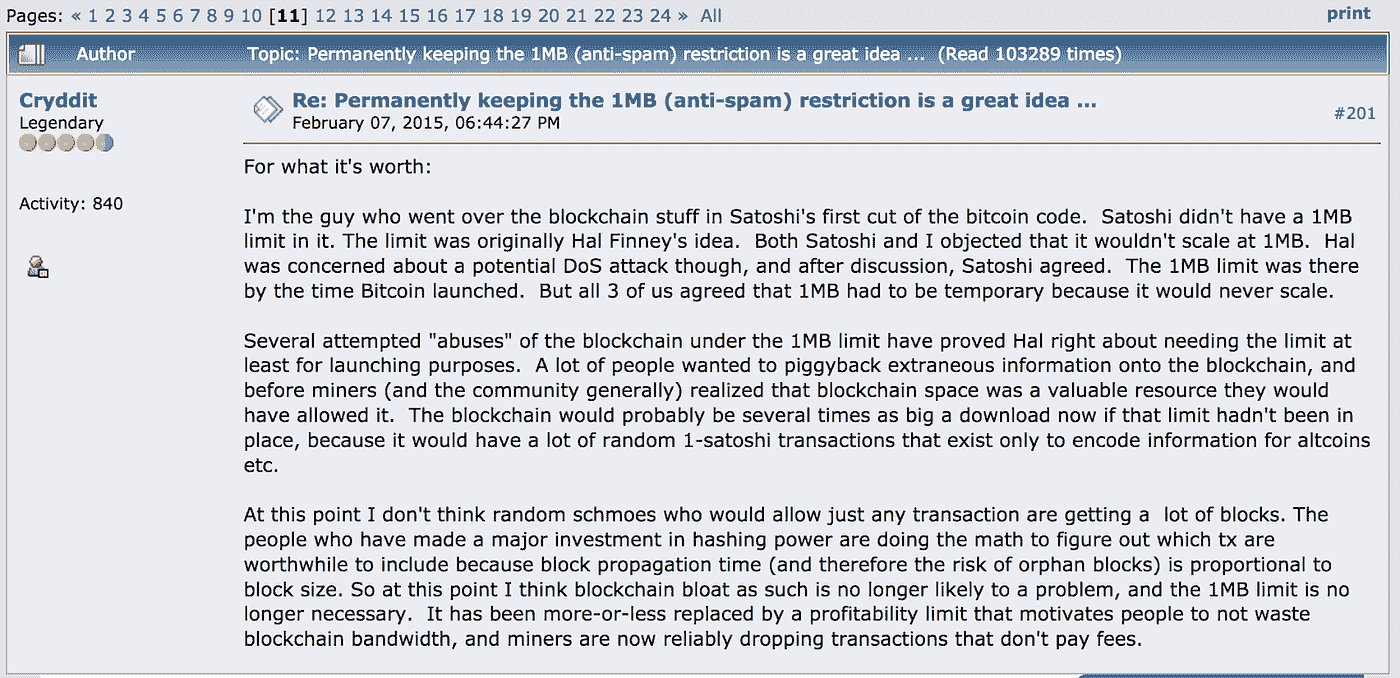 Pages: « 1 2 3 4 5 6 7 8 9 10 [11] 12 13 14 15 16 17 18 19 20 21 22 23 24 » All
print
Author
Topic: Permanently keeping the 1MB (anti-spam) restriction is a great idea ... (Read 103289 times)
Cryddit
Legendary
Activity: 840
Re: Permanently keeping the 1MB (anti-spam) restriction is a great idea ...
February 07, 2015, 06:44:27 PM
#201
For what it's worth:
I'm the guy who went over the blockchain stuff in Satoshi's first cut of the bitcoin code. Satoshi didn't have a 1MB
limit in it. The limit was originally Hal Finney's idea. Both Satoshi and I objected that it wouldn't scale at 1MB. Hal
was concerned about a potential DoS attack though, and after discussion, Satoshi agreed. The 1MB limit was there
by the time Bitcoin launched. But all 3 of us agreed that 1MB had to be temporary because it would never scale.
Several attempted "abuses" of the blockchain under the 1MB limit have proved Hal right about needing the limit at
least for launching purposes. A lot of people wanted to piggyback extraneous information onto the blockchain, and
before miners (and the community generally) realized that blockchain space was a valuable resource they would
have allowed it. The blockchain would probably be several times as big a download now if that limit hadn't been in
place, because it would have a lot of random 1-satoshi transactions that exist only to encode information for altcoins
etc.
At this point I don't think random schmoes who would allow just any transaction are getting a lot of blocks. The
people who have made a major investment in hashing power are doing the math to figure out which tx are
worthwhile to include because block propagation time (and therefore the risk of orphan blocks) is proportional to
block size. So at this point I think blockchain bloat as such is no longer likely to a problem, and the 1MB limit is no
longer necessary. It has been more-or-less replaced by a profitability limit that motivates people to not waste
blockchain bandwidth, and miners are now reliably dropping transactions that don't pay fees.